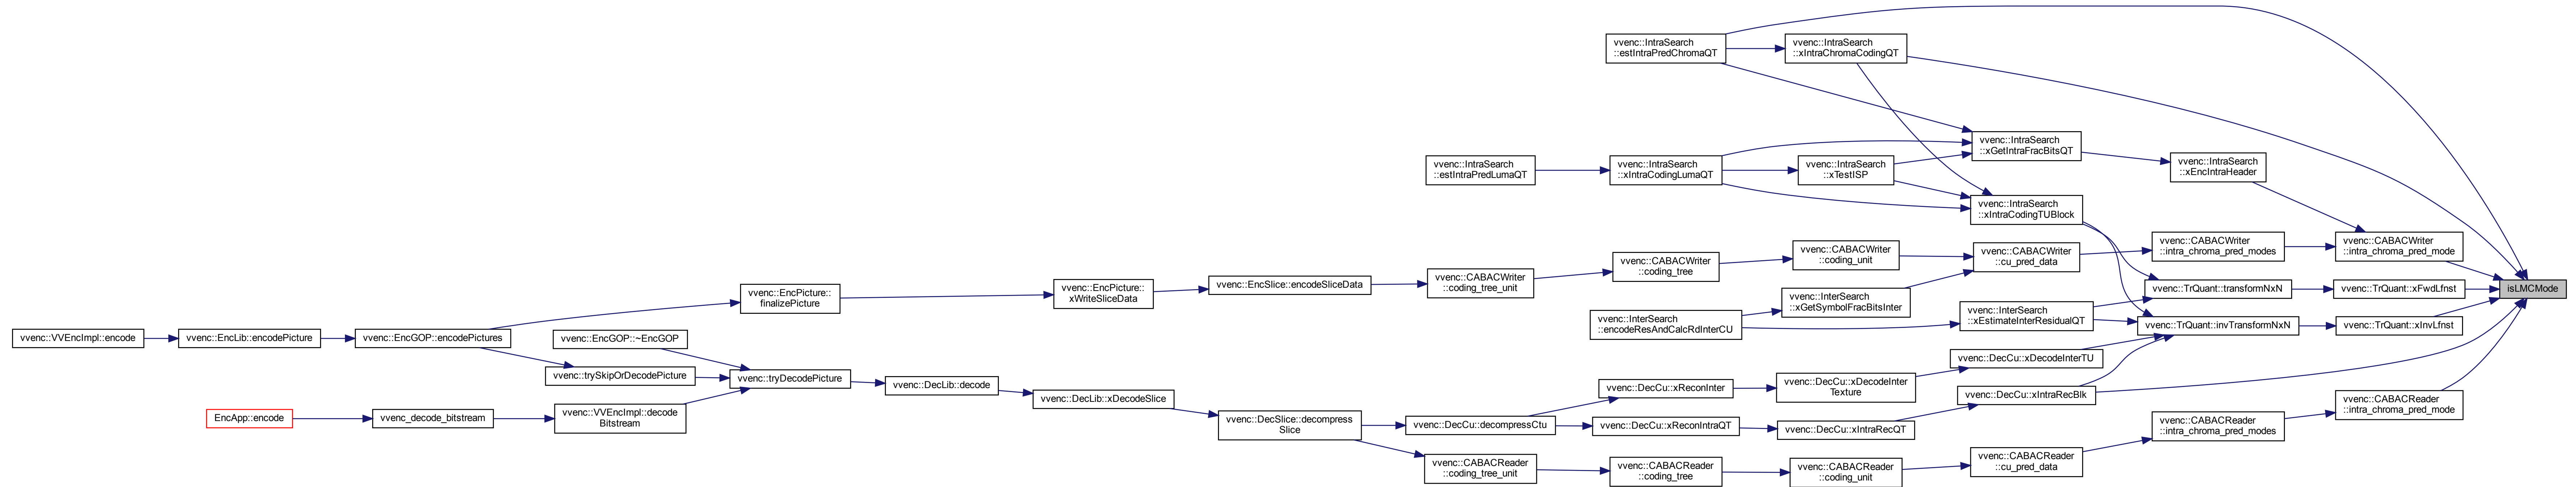 vvenc::IntraSearch
::estIntraPredChromaQT
vvenc::IntraSearch
::xIntraChromaCodingQT
vvenc::IntraSearch
::xGetIntraFracBitsQT
vvenc::IntraSearch
::estIntraPredLumaQT
vvenc::IntraSearch
::xIntraCodingLumaQT
vvenc::IntraSearch
::xTestISP
vvenc::IntraSearch
::xEncIntraHeader
vvenc::IntraSearch
::xIntraCodingTUBlock
vvenc::CABACWriter
::coding_tree_unit
vvenc::CABACWriter
::coding_tree
vvenc::CABACWriter
::coding_unit
vvenc::CABACWriter
::cu_pred_data
vvenc::CABACWriter
::intra_chroma_pred_modes
vvenc::CABACWriter
::intra_chroma_pred_mode
vvenc::EncPicture::
finalizePicture
vvenc::EncPicture::
xWriteSliceData
vvenc::EncSlice::encodeSliceData
vvenc::InterSearch
::xGetSymbolFracBitsInter
vvenc::TrQuant::transformNxN
vvenc::TrQuant::xFwdLfnst
isLMCMode
vvenc::InterSearch
::encodeResAndCalcRdInterCU
vvenc::InterSearch
::xEstimateInterResidualQT
vvenc::TrQuant::invTransformNxN
vvenc::TrQuant::xInvLfnst
vvenc::VVEncImpl::encode
vvenc::EncLib::encodePicture
vvenc::EncGOP::encodePictures
vvenc::EncGOP::~EncGOP
vvenc::trySkipOrDecodePicture
vvenc::tryDecodePicture
vvenc::DecLib::decode
vvenc::DecLib::xDecodeSlice
vvenc::DecCu::xReconInter
vvenc::DecCu::xDecodeInter
Texture
vvenc::DecCu::xDecodeInterTU
vvenc::DecCu::xIntraRecBlk
EncApp::encode
vvenc_decode_bitstream
vvenc::VVEncImpl::decode
Bitstream
vvenc::DecSlice::decompress
Slice
vvenc::DecCu::decompressCtu
vvenc::DecCu::xReconIntraQT
vvenc::DecCu::xIntraRecQT
vvenc::CABACReader
::intra_chroma_pred_modes
vvenc::CABACReader
::intra_chroma_pred_mode
vvenc::CABACReader
::coding_tree_unit
vvenc::CABACReader
::coding_tree
vvenc::CABACReader
::coding_unit
vvenc::CABACReader
::cu_pred_data